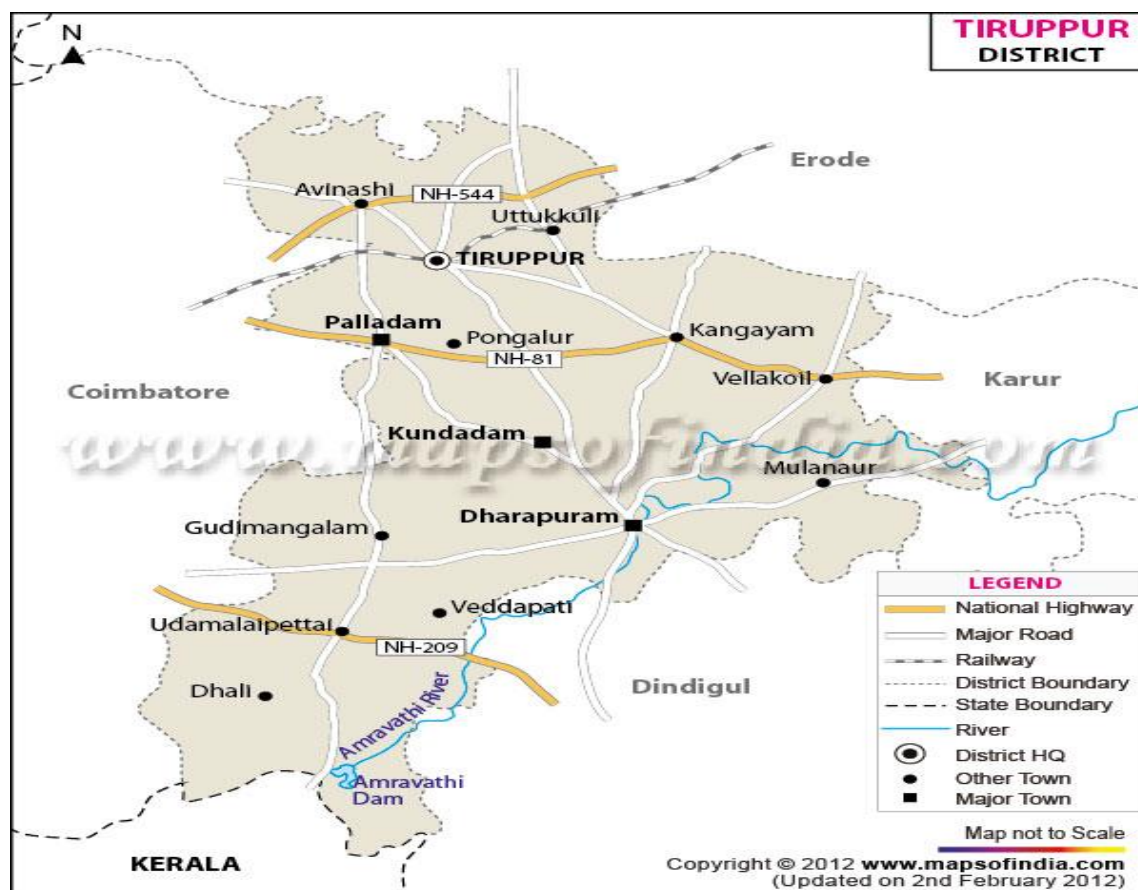 N
TIRUPPUR
DISTRICT
Erode
Avinashi
NH-544
Uttukkuli
TIRUPPUR
Palladam
Pongalur
Kangayam
NH-81
Vellakoil
Karur
Coimbatore
Kundadam
www.mapsofindia.com
Mulanaur
Dharapuram
Gudimangalam
Veddapati
Udamalaipettai
NH-209
Dhali
Amravathi River
Dindigul
Amravathi
Dam
KERALA
LEGEND
National Highway
Major Road
Railway
District Boundary
State Boundary
River
District HQ
Other Town
Major Town
Map not to Scale
Copyright © 2012 www.mapsofindia.com
(Updated on 2nd February 2012)